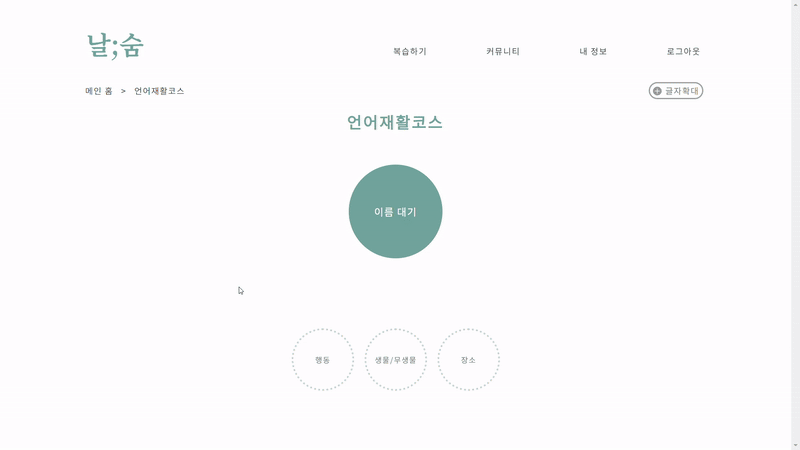 날;숨
복습하기 커뮤니티 내 정보 로그아웃
메인 홈 > 언어재활코스
글자확대
언어재활코스
이름 대기
행동 생물/무생물 장소